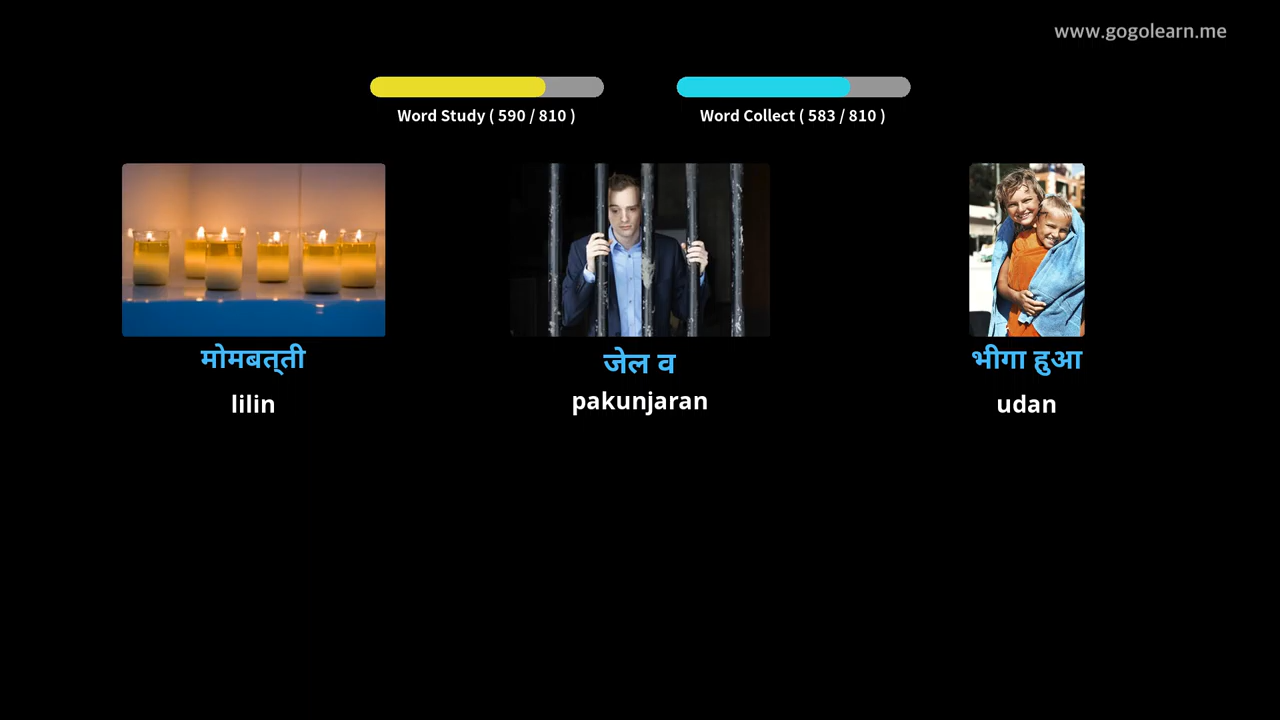 www.gogolearn.me
Word Study ( 590 / 810 )
Word Collect ( 583 / 810 )
मोमबत्ती
जेल व
भीगा हुआ
lilin
pakunjaran
udan